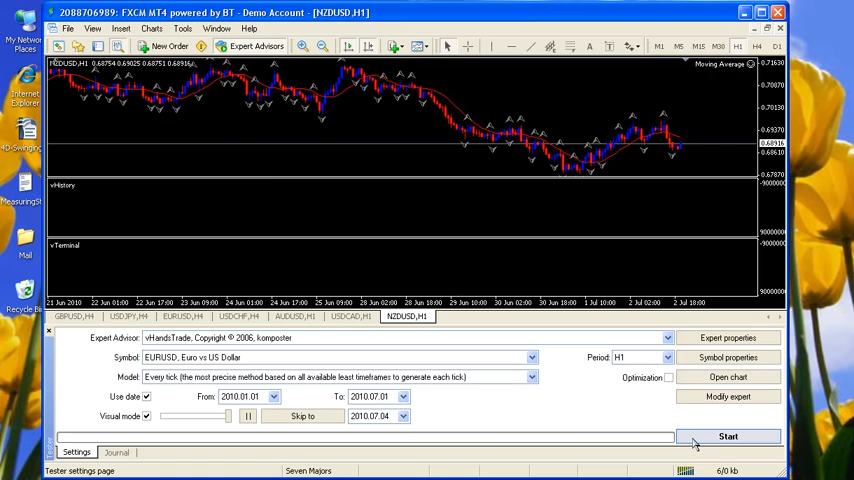 2088706989: FXCM MT4 powered by BT - Demo Account - [NZDUSD,H1]
File View Insert Charts Tools Window Help
New Order Expert Advisors A T M1 M5 M15 M30 H1 H4 D1
My Network Places
Internet Explorer
4D-Swinging
MeasuringSt
Mail
Recycle Bin
NZDUSD,H1 0.68754 0.69025 0.68751 0.68916
Moving Average
0.71630
0.70870
0.70130
0.69370
0.68916
0.68610
0.67870
vHistory
-9000000
90000000
vTerminal
-9000000
90000000
21 Jun 2010 22 Jun 01:00 22 Jun 17:00 23 Jun 09:00 24 Jun 01:00 24 Jun 17:00 25 Jun 09:00 28 Jun 02:00 28 Jun 18:00 29 Jun 10:00 30 Jun 02:00 30 Jun 18:00 1 Jul 10:00 2 Jul 02:00 2 Jul 18:00
GBPUSD,H4 USDJPY,H4 EURUSD,H4 USDCHF,H4 AUDUSD,H1 USDCAD,H1 NZDUSD,H1
Expert Advisor: vHandsTrade, Copyright © 2006, komposter Expert properties
Symbol: EURUSD, Euro vs US Dollar Period: H1 Symbol properties
Model: Every tick (the most precise method based on all available least timeframes to generate each tick) Optimization Open chart
Use date From: 2010.01.01 To: 2010.07.01 Modify expert
Visual mode Skip to 2010.07.04
Start
Tester
Settings Journal
Tester settings page Seven Majors 6/0 kb